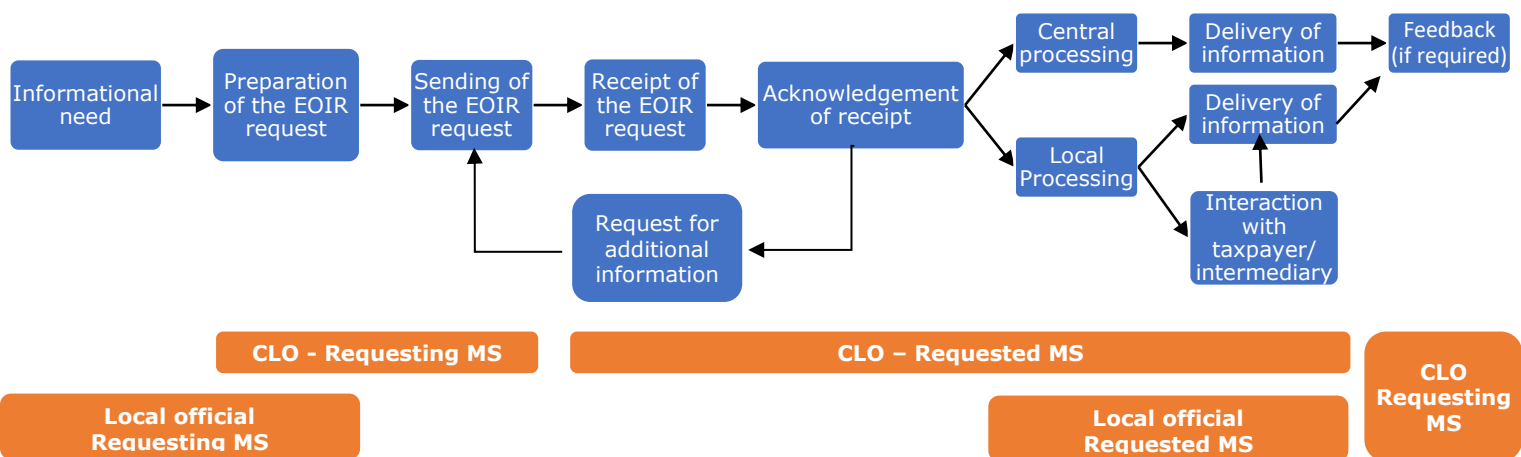 Informational
need
Preparation
of the EOIR
request
Sending of
the EOIR
request
Receipt of
the EOIR
request
Acknowledgement
of receipt
Central
processing
Delivery of
information
Feedback
(if required)
Local
Processing
Delivery of
information
Interaction
with
taxpayer/
intermediary
Request for
additional
information
CLO - Requesting MS
CLO – Requested MS
CLO
Requesting
MS
Local official
Requesting MS
Local official
Requested MS